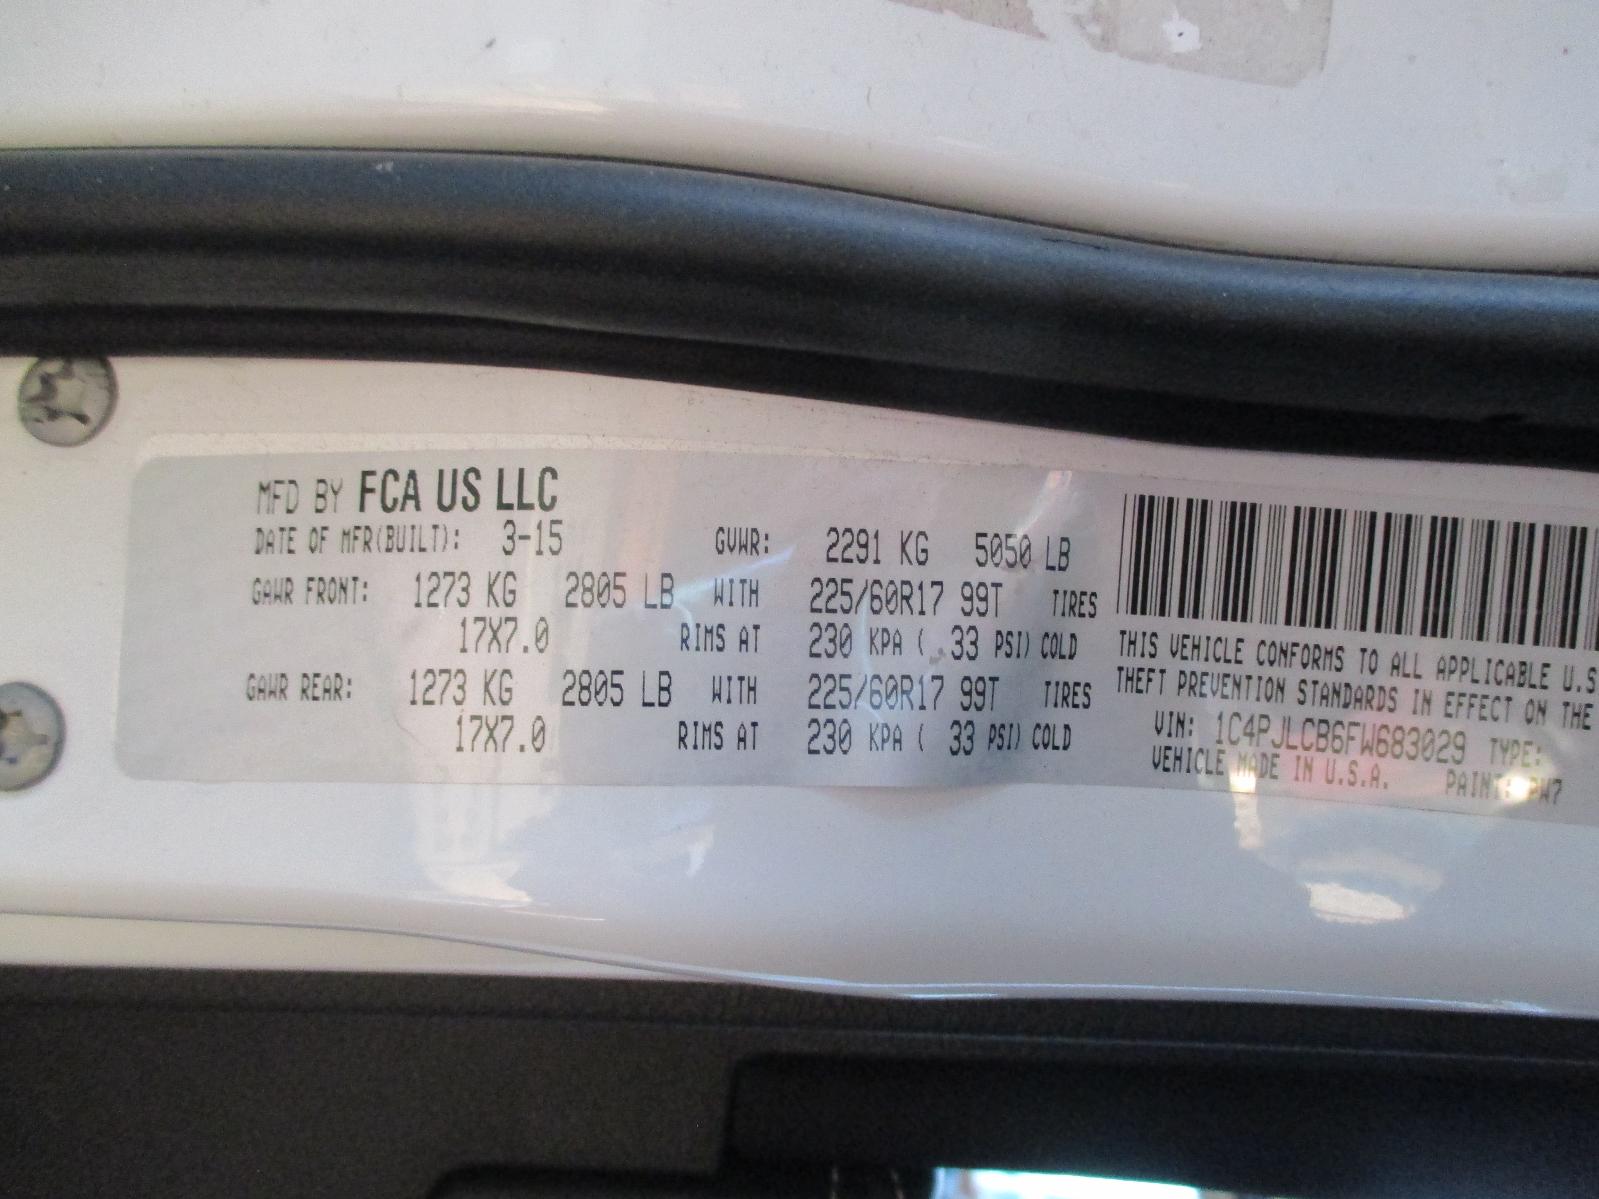 MFD BY FCA US LLC
DATE OF MFR(BUILT): 3-15 GVWR: 2291 KG 5050 LB
GAWR FRONT: 1273 KG 2805 LB WITH 225/60R17 99T TIRES
17X7.0 RIMS AT 230 KPA ( 33 PSI) COLD
GAWR REAR: 1273 KG 2805 LB WITH 225/60R17 99T TIRES
17X7.0 RIMS AT 230 KPA ( 33 PSI) COLD
THIS VEHICLE CONFORMS TO ALL APPLICABLE U.S
THEFT PREVENTION STANDARDS IN EFFECT ON THE
VIN: 1C4PJLCB6FW683029 TYPE:
VEHICLE MADE IN U.S.A. PAINT: PW7